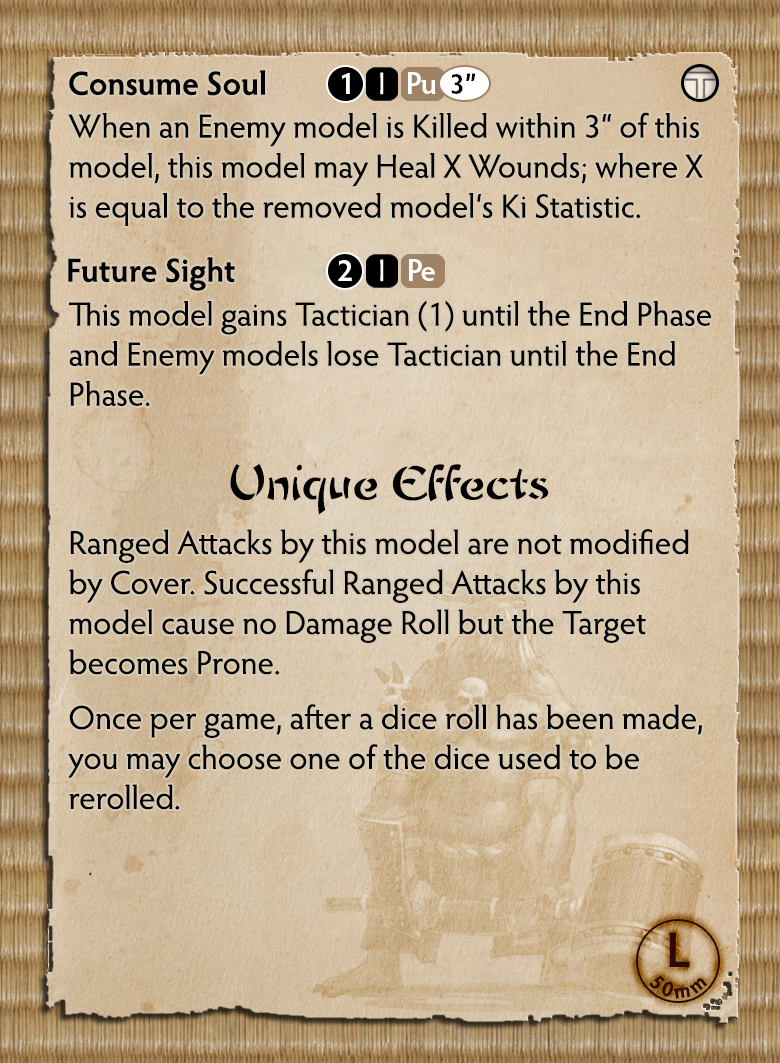 Consume Soul 1 I Pu 3"
When an Enemy model is Killed within 3" of this
model, this model may Heal X Wounds; where X
is equal to the removed model's Ki Statistic.
Future Sight 2 I Pe
This model gains Tactician (1) until the End Phase
and Enemy models lose Tactician until the End
Phase.
Unique Effects
Ranged Attacks by this model are not modified
by Cover. Successful Ranged Attacks by this
model cause no Damage Roll but the Target
becomes Prone.
Once per game, after a dice roll has been made,
you may choose one of the dice used to be
rerolled.
L
50mm